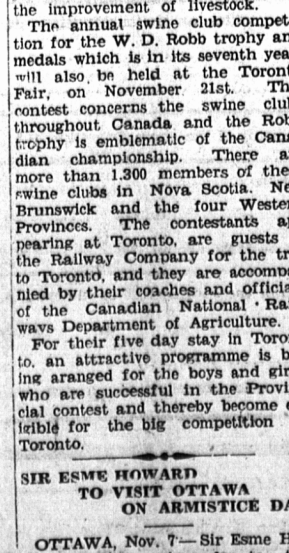 the improvement of livestock.
The annual swine club compet
tion for the W. D. Robb trophy an
medals which is in its seventh yea
will also be held at the Toront
Fair, on November 21st. Th
contest concerns the swine clu
throughout Canada and the Rob
trophy is emblematic of the Cana
dian championship. There a
more than 1.300 members of the
swine clubs in Nova Scotia. Ne
Brunswick and the four Weste
Provinces. The contestants a
pearing at Toronto, are guests
the Railway Company for the tr
to Toronto, and they are accomp
nied by their coaches and officia
of the Canadian National Ra
ways Department of Agriculture.
For their five day stay in Toro
to. an attractive programme is b
ing aranged for the boys and gir
who are successful in the Provi
cial contest and thereby become e
igible for the big competition
Toronto.
SIR ESME HOWARD
TO VISIT OTTAWA
ON ARMISTICE DA
OTTAWA, Nov. 7—Sir Esme H